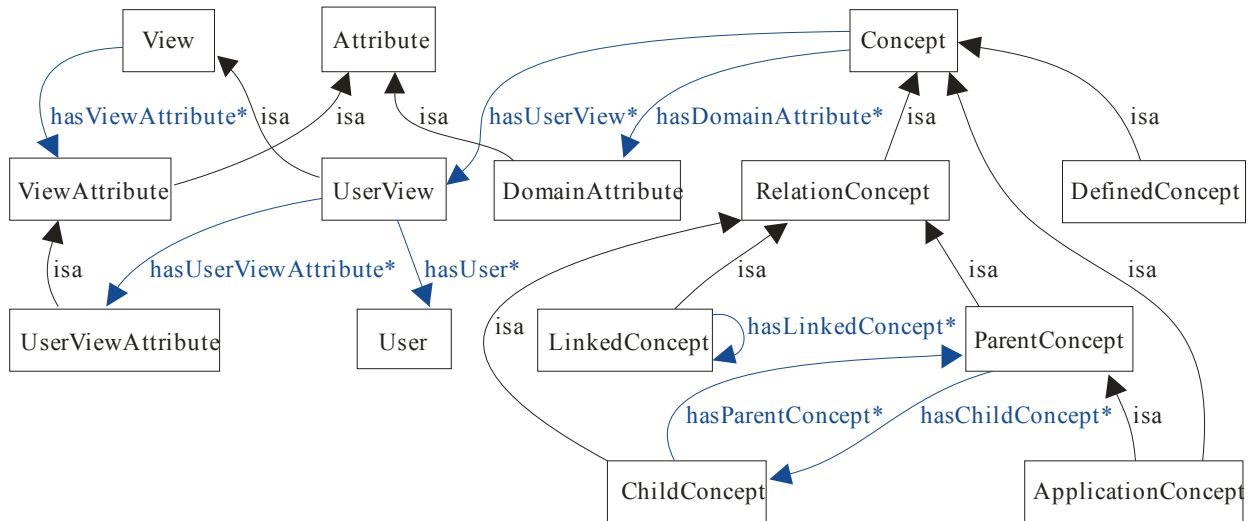 View
Attribute
Concept
hasViewAttribute*
isa
isa
isa
hasUserView*
hasDomainAttribute*
isa
isa
ViewAttribute
UserView
DomainAttribute
RelationConcept
DefinedConcept
isa
hasUserViewAttribute*
hasUser*
isa
isa
isa
UserViewAttribute
User
isa
LinkedConcept
hasLinkedConcept*
ParentConcept
hasParentConcept*
hasChildConcept*
isa
ChildConcept
ApplicationConcept